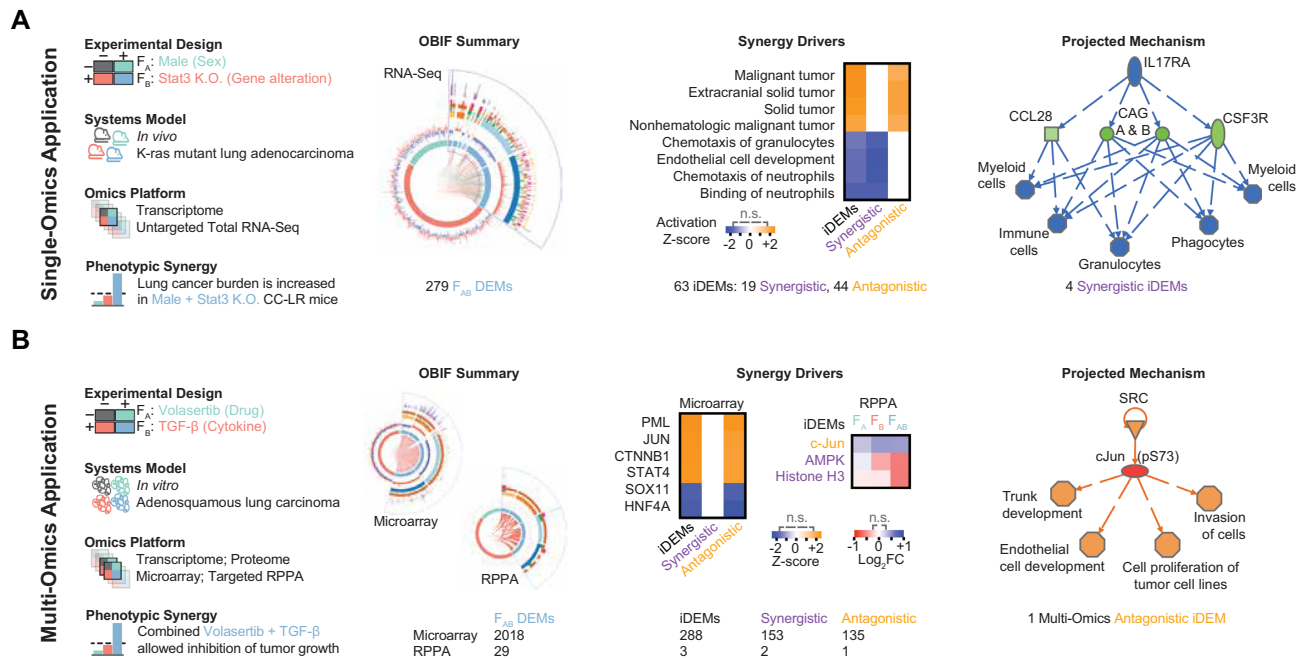 A
Single-Omics Application
Experimental Design
− +
− F_A: Male (Sex)
+ F_B: Stat3 K.O. (Gene alteration)
Systems Model
In vivo
K-ras mutant lung adenocarcinoma
Omics Platform
Transcriptome
Untargeted Total RNA-Seq
Phenotypic Synergy
Lung cancer burden is increased
in Male + Stat3 K.O. CC-LR mice
OBIF Summary
RNA-Seq
279 F_AB DEMs
Synergy Drivers
Malignant tumor
Extracranial solid tumor
Solid tumor
Nonhematologic malignant tumor
Chemotaxis of granulocytes
Endothelial cell development
Chemotaxis of neutrophils
Binding of neutrophils
Activation
Z-score
n.s.
-2 0 +2
iDEMs
Synergistic
Antagonistic
63 iDEMs: 19 Synergistic, 44 Antagonistic
Projected Mechanism
IL17RA
CCL28
CAG
A & B
CSF3R
Myeloid
cells
Myeloid
cells
Immune
cells
Phagocytes
Granulocytes
4 Synergistic iDEMs
B
Multi-Omics Application
Experimental Design
− +
− F_A: Volasertib (Drug)
+ F_B: TGF-β (Cytokine)
Systems Model
In vitro
Adenosquamous lung carcinoma
Omics Platform
Transcriptome; Proteome
Microarray; Targeted RPPA
Phenotypic Synergy
Combined Volasertib + TGF-β
allowed inhibition of tumor growth
OBIF Summary
Microarray
RPPA
F_AB DEMs
Microarray 2018
RPPA 29
Synergy Drivers
Microarray
PML
JUN
CTNNB1
STAT4
SOX11
HNF4A
iDEMs
Synergistic
Antagonistic
RPPA
iDEMs F_A F_B F_AB
c-Jun
AMPK
Histone H3
n.s.
-2 0 +2
Z-score
n.s.
-1 0 +1
Log₂FC
iDEMs Synergistic Antagonistic
288 153 135
3 2 1
Projected Mechanism
SRC
cJun (pS73)
Trunk
development
Invasion
of cells
Endothelial
cell development
Cell proliferation of
tumor cell lines
1 Multi-Omics Antagonistic iDEM